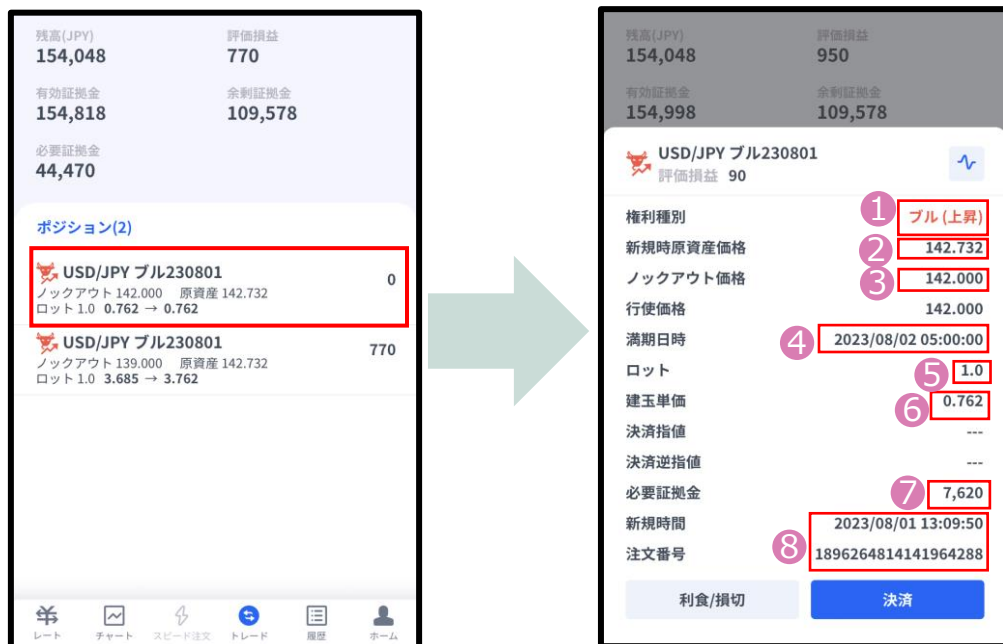 残高(JPY) 評価損益
154,048 770
有効証拠金 余剰証拠金
154,818 109,578
必要証拠金
44,470
ポジション(2)
USD/JPY ブル230801 0
ノックアウト 142.000 原資産 142.732
ロット 1.0 0.762 → 0.762
USD/JPY ブル230801 770
ノックアウト 139.000 原資産 142.732
ロット 1.0 3.685 → 3.762
レート チャート スピード注文 トレード 履歴 ホーム
残高(JPY) 評価損益
154,048 950
有効証拠金 余剰証拠金
154,998 109,578
USD/JPY ブル230801
評価損益 90
権利種別 1 ブル (上昇)
新規時原資産価格 2 142.732
ノックアウト価格 3 142.000
行使価格 142.000
満期日時 4 2023/08/02 05:00:00
ロット 5 1.0
建玉単価 6 0.762
決済指値 ---
決済逆指値 ---
必要証拠金 7 7,620
新規時間 2023/08/01 13:09:50
注文番号 8 1896264814141964288
利食/損切 決済